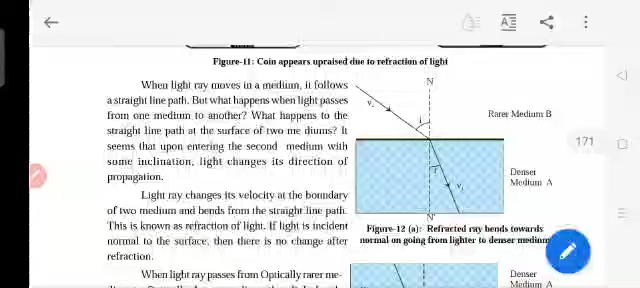 Figure-11: Coin appears upraised due to refraction of light
When light ray moves in a medium, it follows
a straight line path. But what happens when light passes
from one medium to another? What happens to the
straight line path at the surface of two me diums? It
seems that upon entering the second medium with
some inclination, light changes its direction of
propagation.
Light ray changes its velocity at the boundary
of two medium and bends from the straight line path.
This is known as refraction of light. If light is incident
normal to the surface, then there is no change after
refraction.
When light ray passes from Optically rarer me-
N
i
Rarer Medium B
r
Denser
Medium A
N'
Figure-12 (a): Refracted ray bends towards
normal on going from lighter to denser medium
Denser
Medium A
171